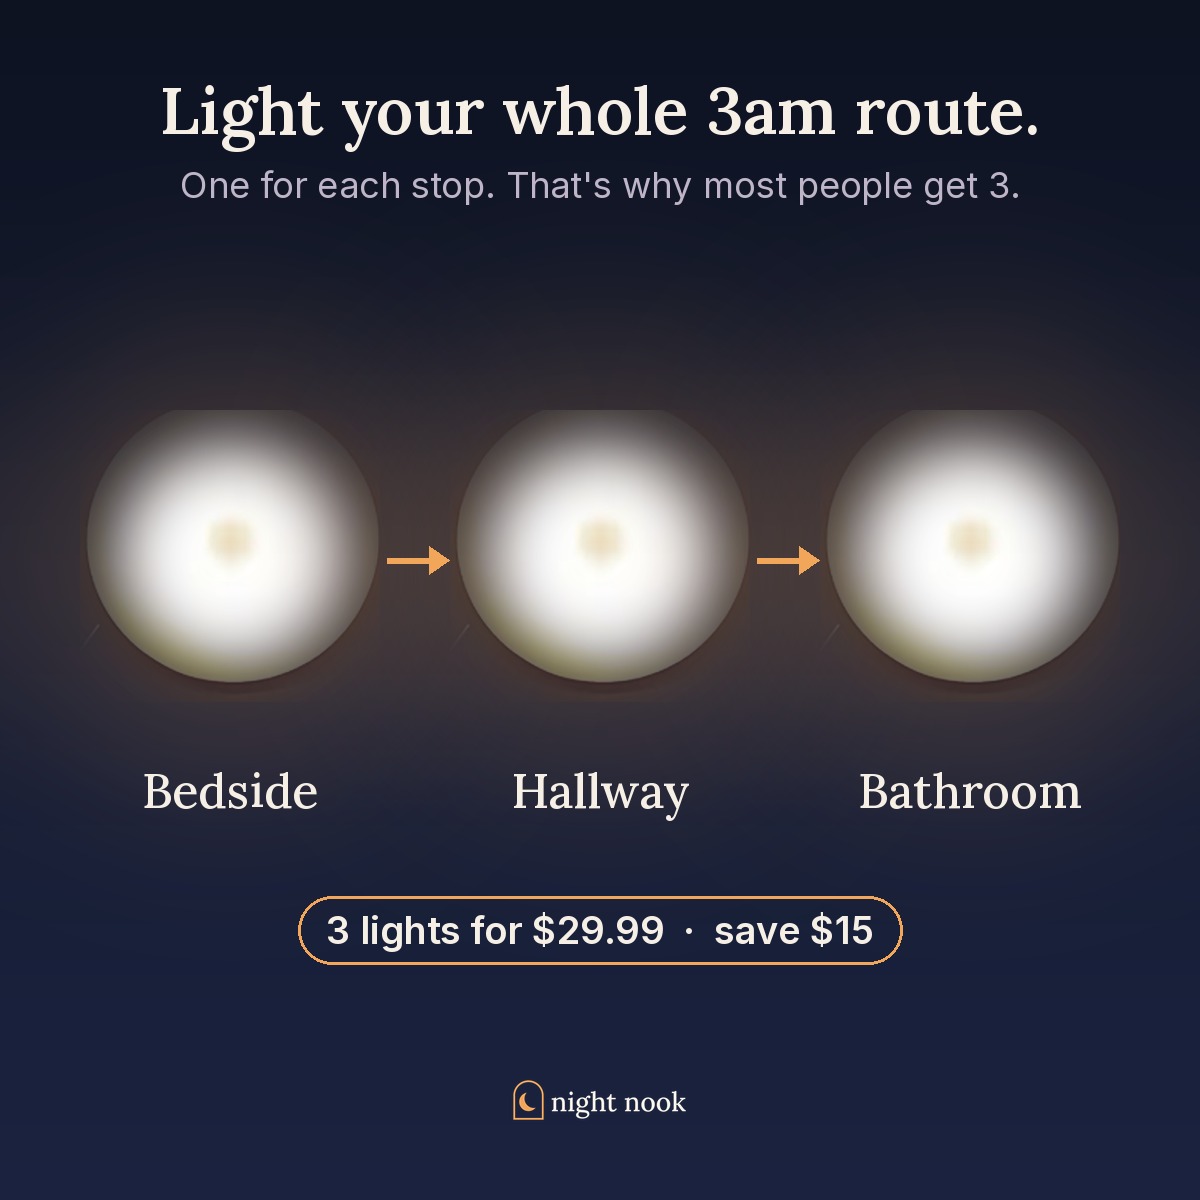 Light your whole 3am route.
One for each stop. That's why most people get 3.
Bedside
Hallway
Bathroom
3 lights for $29.99 · save $15
night nook